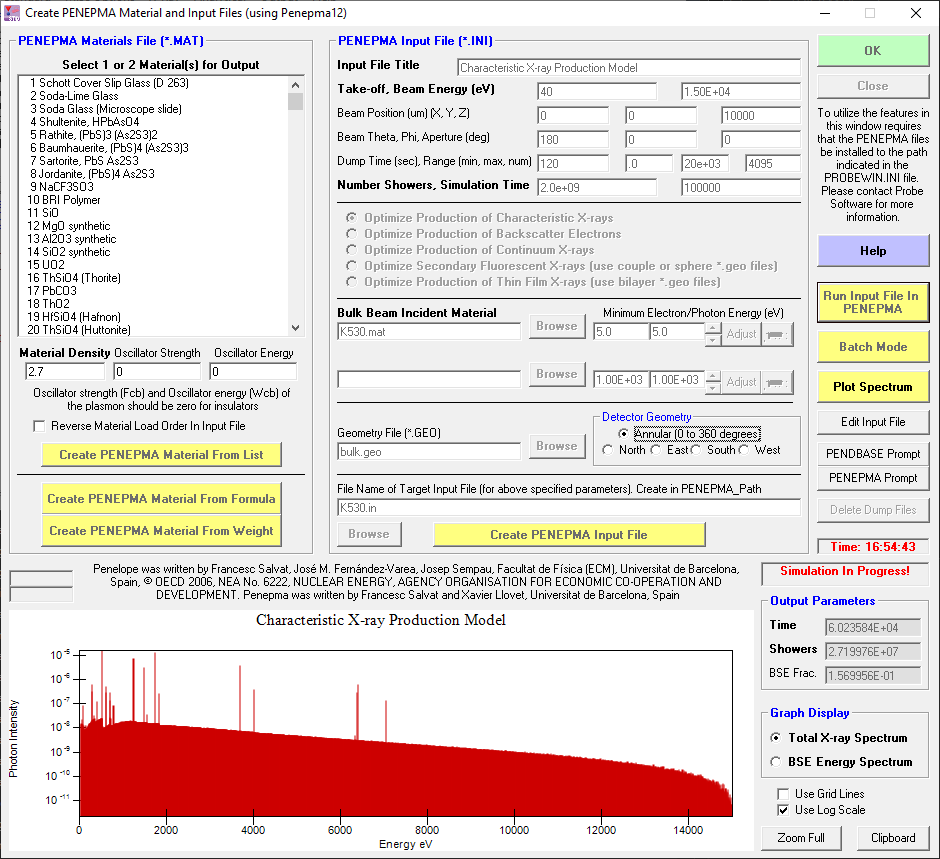 Create PENEPMA Material and Input Files (using Penepma12)
PENEPMA Materials File (*.MAT)
Select 1 or 2 Material(s) for Output
1 Schott Cover Slip Glass (D 263)
2 Soda-Lime Glass
3 Soda Glass (Microscope slide)
4 Shultenite, HPbAsO4
5 Rathite, (PbS)3 (As2S3)2
6 Baumhauerite, (PbS)4 (As2S3)3
7 Sartorite, PbS As2S3
8 Jordanite, (PbS)4 As2S3
9 NaCF3SO3
10 BRI Polymer
11 SiO
12 MgO synthetic
13 Al2O3 synthetic
14 SiO2 synthetic
15 UO2
16 ThSiO4 (Thorite)
17 PbCO3
18 ThO2
19 HfSiO4 (Hafnon)
20 ThSiO4 (Huttonite)
Material Density Oscillator Strength Oscillator Energy
2.7 0 0
Oscillator strength (Fcb) and Oscillator energy (Wcb) of
the plasmon should be zero for insulators
Reverse Material Load Order In Input File
Create PENEPMA Material From List
Create PENEPMA Material From Formula
Create PENEPMA Material From Weight
PENEPMA Input File (*.INI)
Input File Title Characteristic X-ray Production Model
Take-off, Beam Energy (eV) 40 1.50E+04
Beam Position (um) (X, Y, Z) 0 0 10000
Beam Theta, Phi, Aperture (deg) 180 0 0
Dump Time (sec), Range (min, max, num) 120 .0 20e+03 4095
Number Showers, Simulation Time 2.0e+09 100000
Optimize Production of Characteristic X-rays
Optimize Production of Backscatter Electrons
Optimize Production of Continuum X-rays
Optimize Secondary Fluorescent X-rays (use couple or sphere *.geo files)
Optimize Production of Thin Film X-rays (use bilayer *.geo files)
Bulk Beam Incident Material Minimum Electron/Photon Energy (eV)
K530.mat Browse 5.0 5.0 Adjust
Browse 1.00E+03 1.00E+03 Adjust
Geometry File (*.GEO)
bulk.geo Browse
Detector Geometry
Annular (0 to 360 degrees)
North East South West
File Name of Target Input File (for above specified parameters). Create in PENEPMA_Path
K530.in
Browse Create PENEPMA Input File
OK
Close
To utilize the features in
this window requires
that the PENEPMA files
be installed to the path
indicated in the
PROBEWIN.INI file.
Please contact Probe
Software for more
information.
Help
Run Input File In
PENEPMA
Batch Mode
Plot Spectrum
Edit Input File
PENDBASE Prompt
PENEPMA Prompt
Delete Dump Files
Time: 16:54:43
Simulation In Progress!
Penelope was written by Francesc Salvat, José M. Fernández-Varea, Josep Sempau, Facultat de Física (ECM), Universitat de Barcelona,
Spain, © OECD 2006, NEA No. 6222, NUCLEAR ENERGY, AGENCY ORGANISATION FOR ECONOMIC CO-OPERATION AND
DEVELOPMENT. Penepma was written by Francesc Salvat and Xavier Llovet, Universitat de Barcelona, Spain
Output Parameters
Time 6.023584E+04
Showers 2.719976E+07
BSE Frac. 1.569956E-01
Graph Display
Total X-ray Spectrum
BSE Energy Spectrum
Use Grid Lines
Use Log Scale
Zoom Full Clipboard
Characteristic X-ray Production Model
Photon Intensity
10-5
10-6
10-7
10-8
10-9
10-10
10-11
0 2000 4000 6000 8000 10000 12000 14000
Energy eV